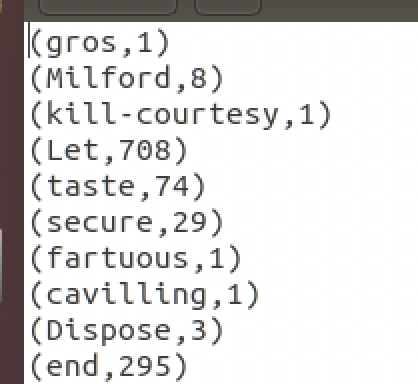 (gros,1)
(Milford,8)
(kill-courtesy,1)
(Let,708)
(taste,74)
(secure,29)
(fartuous,1)
(cavilling,1)
(Dispose,3)
(end,295)